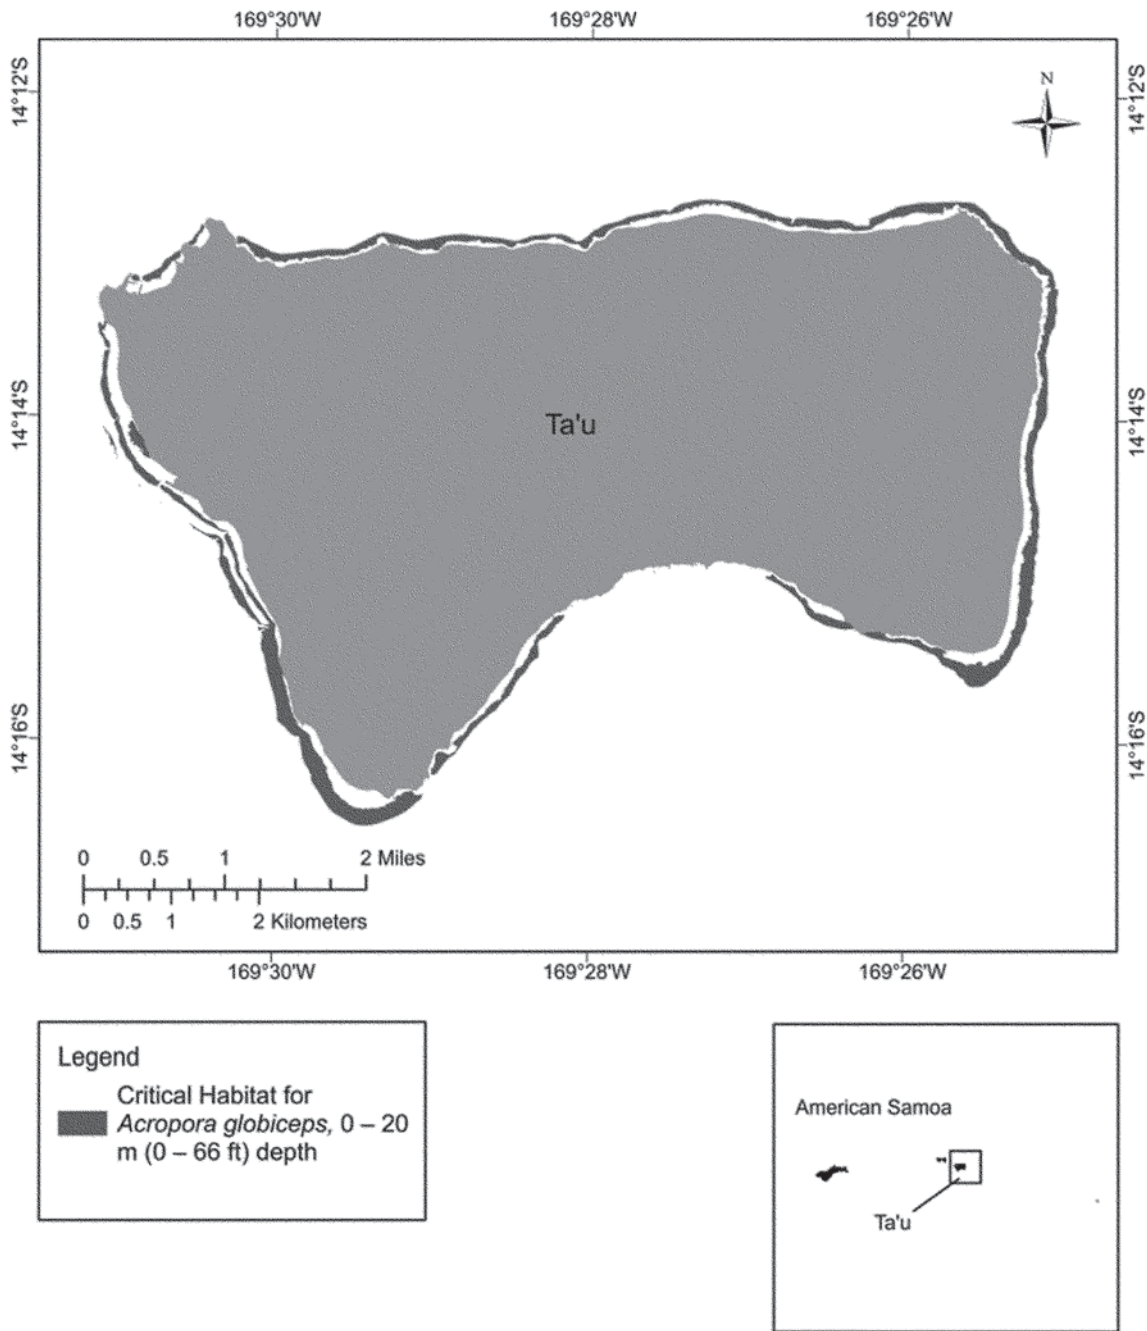 169°30'W
169°28'W
169°26'W
14°12'S
14°12'S
N
14°14'S
14°14'S
Ta'u
14°16'S
14°16'S
0 0.5 1 2 Miles
0 0.5 1 2 Kilometers
169°30'W
169°28'W
169°26'W
Legend
Critical Habitat for
Acropora globiceps, 0 – 20
m (0 – 66 ft) depth
American Samoa
Ta'u